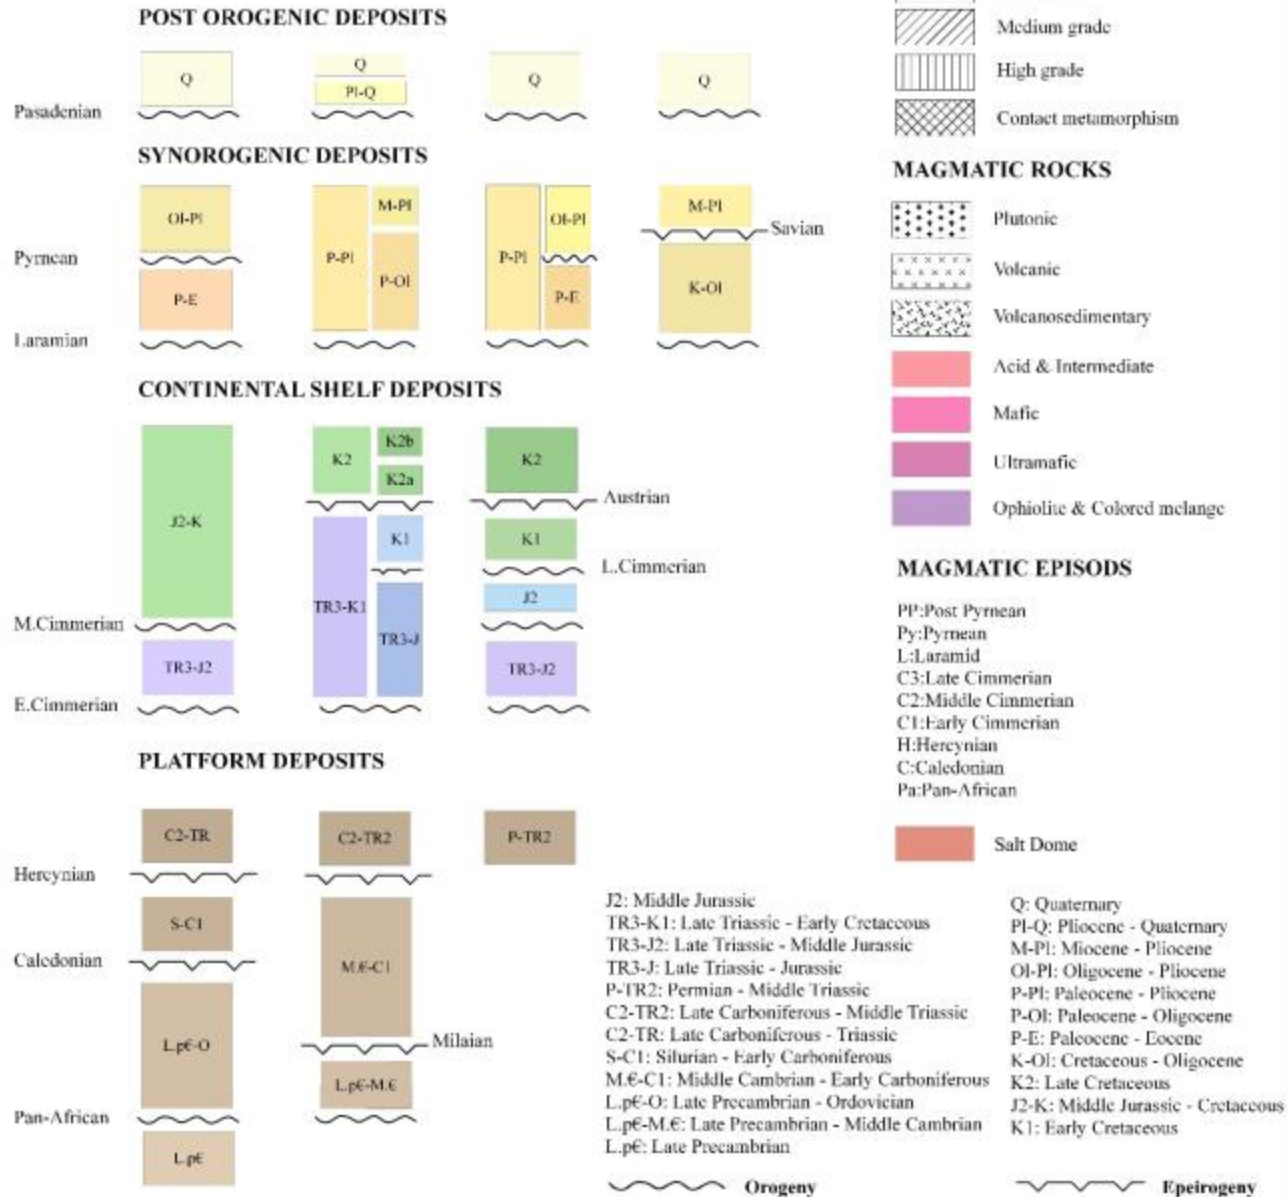 POST OROGENIC DEPOSITS
Q
Q
Pl-Q
Q
Q
Pasadenian
SYNOROGENIC DEPOSITS
Ol-Pl
P-Pl
M-Pl
P-Pl
Ol-Pl
M-Pl
Savian
Pyrnean
P-E
P-Ol
P-E
K-Ol
Laramian
CONTINENTAL SHELF DEPOSITS
J2-K
K2
K2b
K2a
K2
Austrian
K1
K1
L.Cimmerian
TR3-K1
TR3-J
J2
M.Cimmerian
TR3-J2
TR3-J2
E.Cimmerian
PLATFORM DEPOSITS
C2-TR
C2-TR2
P-TR2
Hercynian
S-C1
M.€-C1
Caledonian
L.p€-O
Milaian
L.p€-M.€
Pan-African
L.p€
Medium grade
High grade
Contact metamorphism
MAGMATIC ROCKS
Plutonic
Volcanic
Volcanosedimentary
Acid & Intermediate
Mafic
Ultramafic
Ophiolite & Colored melange
MAGMATIC EPISODS
PP:Post Pyrnean
Py:Pyrnean
L:Laramid
C3:Late Cimmerian
C2:Middle Cimmerian
C1:Early Cimmerian
H:Hercynian
C:Caledonian
Pa:Pan-African
Salt Dome
J2: Middle Jurassic
TR3-K1: Late Triassic - Early Cretaceous
TR3-J2: Late Triassic - Middle Jurassic
TR3-J: Late Triassic - Jurassic
P-TR2: Permian - Middle Triassic
C2-TR2: Late Carboniferous - Middle Triassic
C2-TR: Late Carboniferous - Triassic
S-C1: Silurian - Early Carboniferous
M.€-C1: Middle Cambrian - Early Carboniferous
L.p€-O: Late Precambrian - Ordovician
L.p€-M.€: Late Precambrian - Middle Cambrian
L.p€: Late Precambrian
Q: Quaternary
Pl-Q: Pliocene - Quaternary
M-Pl: Miocene - Pliocene
Ol-Pl: Oligocene - Pliocene
P-Pl: Paleocene - Pliocene
P-Ol: Paleocene - Oligocene
P-E: Paleocene - Eocene
K-Ol: Cretaceous - Oligocene
K2: Late Cretaceous
J2-K: Middle Jurassic - Cretaceous
K1: Early Cretaceous
Orogeny
Epeirogeny